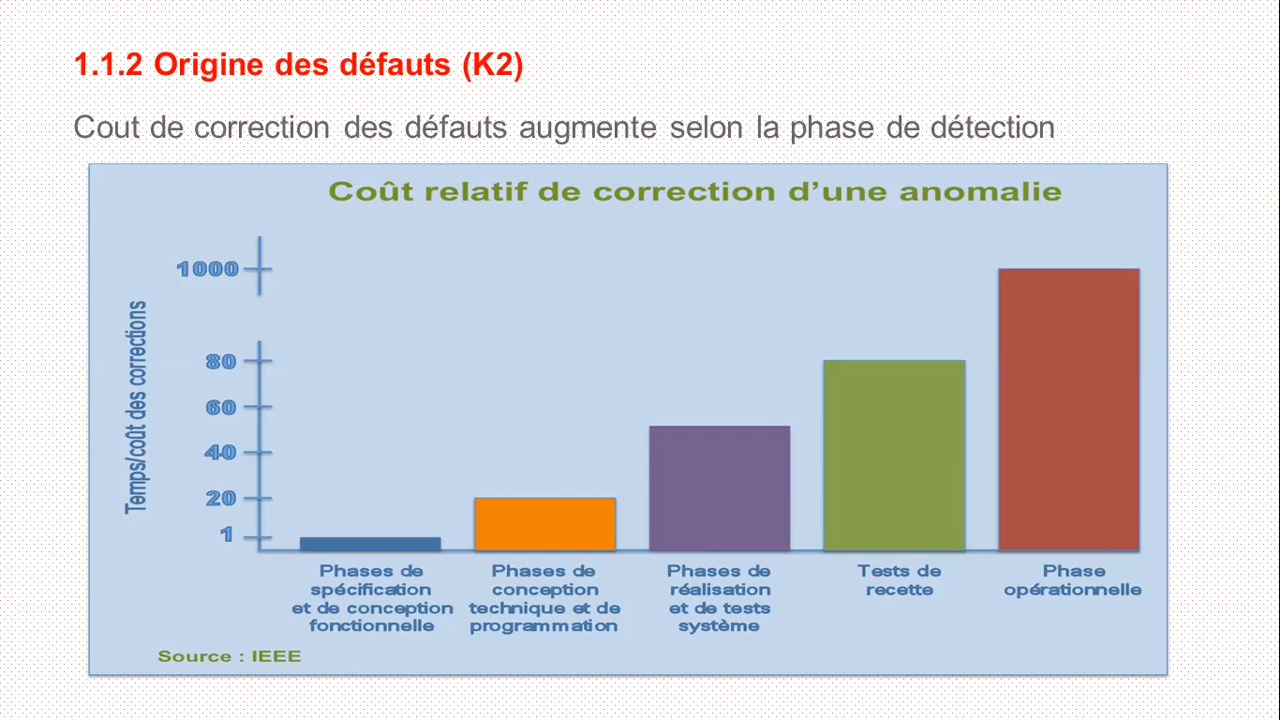 1.1.2 Origine des défauts (K2)
Cout de correction des défauts augmente selon la phase de détection
Coût relatif de correction d'une anomalie
Temps/coût des corrections
1000
80
60
40
20
1
Phases de
spécification
et de conception
fonctionnelle
Phases de
conception
technique et de
programmation
Phases de
réalisation
et de tests
système
Tests de
recette
Phase
opérationnelle
Source : IEEE